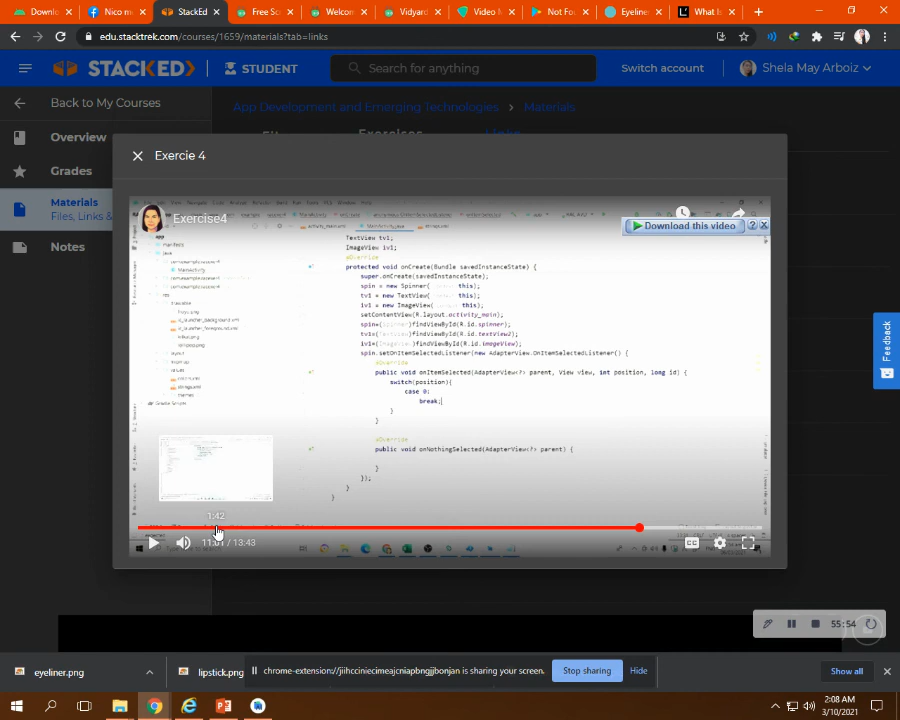 Downlo
Nico m
StackEd
Free Sc
Welcom
Vidyard
Video M
Not Fou
Eyeline
What Is
edu.stacktrek.com/courses/1659/materials?tab=links
STACKED
STUDENT
Search for anything
Switch account
Shela May Arboiz
Back to My Courses
App Development and Emerging Technologies > Materials
Overview
Exercises
Links
Grades
Materials
Files, Links &
Notes
Exercie 4
Exercise4
Download this video
TextView tv1;
ImageView iv1;
@Override
protected void onCreate(Bundle savedInstanceState) {
super.onCreate(savedInstanceState);
spin = new Spinner( this);
tv1 = new TextView( this);
iv1 = new ImageView( this);
setContentView(R.layout.activity_main);
spin=(Spinner)findViewById(R.id.spinner);
tv1=(TextView)findViewById(R.id.textView2);
iv1=(ImageView)findViewById(R.id.imageView);
spin.setOnItemSelectedListener(new AdapterView.OnItemSelectedListener() {
@Override
public void onItemSelected(AdapterView<?> parent, View view, int position, long id) {
switch(position){
case 0:
break;
}
}
@Override
public void onNothingSelected(AdapterView<?> parent) {
}
});
}
}
1:42
11:01 / 13:43
CC
Feedback
55:54
eyeliner.png
lipstick.png
chrome-extension://jiihcciniecimeajcniapbngjjbonjan is sharing your screen.
Stop sharing
Hide
Show all
2:08 AM
3/10/2021